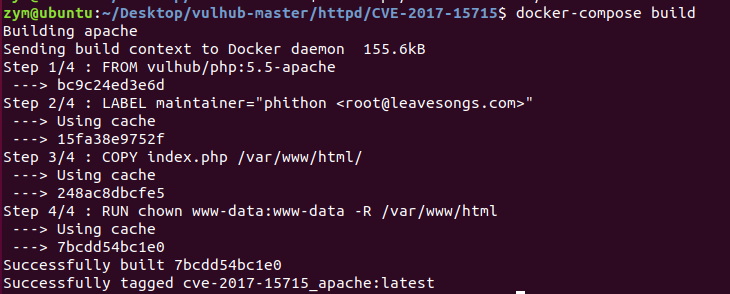 zym@ubuntu:~/Desktop/vulhub-master/httpd/CVE-2017-15715$ docker-compose build
Building apache
Sending build context to Docker daemon  155.6kB
Step 1/4 : FROM vulhub/php:5.5-apache
 ---> bc9c24ed3e6d
Step 2/4 : LABEL maintainer="phithon <root@leavesongs.com>"
 ---> Using cache
 ---> 15fa38e9752f
Step 3/4 : COPY index.php /var/www/html/
 ---> Using cache
 ---> 248ac8dbcfe5
Step 4/4 : RUN chown www-data:www-data -R /var/www/html
 ---> Using cache
 ---> 7bcdd54bc1e0
Successfully built 7bcdd54bc1e0
Successfully tagged cve-2017-15715_apache:latest